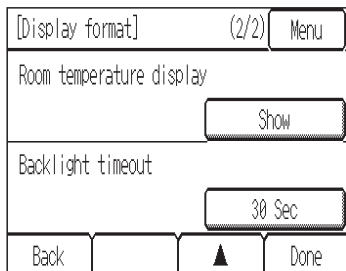 [Display format] (2/2) Menu
Room temperature display
Show
Backlight timeout
30 Sec
Back ▲ Done